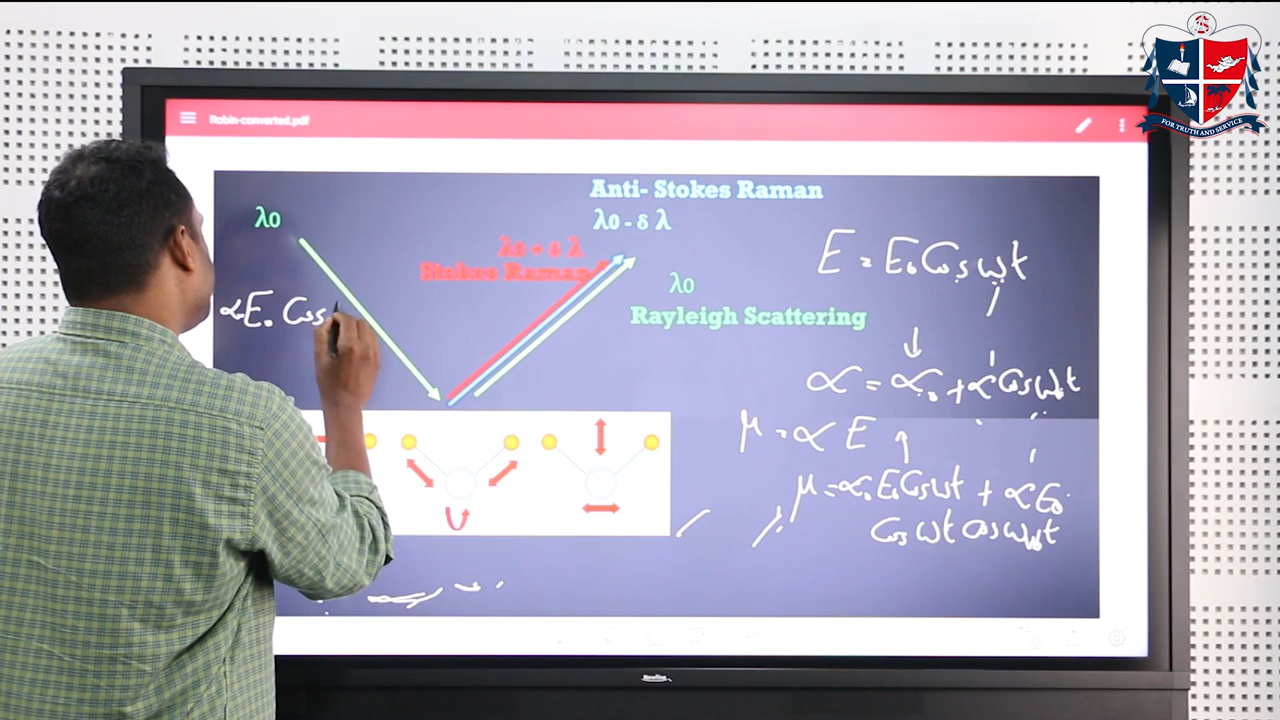 FOR TRUTH AND SERVICE
Robin-converted.pdf
Anti- Stokes Raman
λ0
λ0 - δ λ
λ0 + δ λ
Stokes Raman
λ0
Rayleigh Scattering
E = E₀ Cos ωt
αE₀ Cos
α = α₀ + α' Cos ωᵥt
μ = α E
μ = α₀ E₀ Cos ωt + α' E₀
Cos ωt Cos ωᵥt
Newline